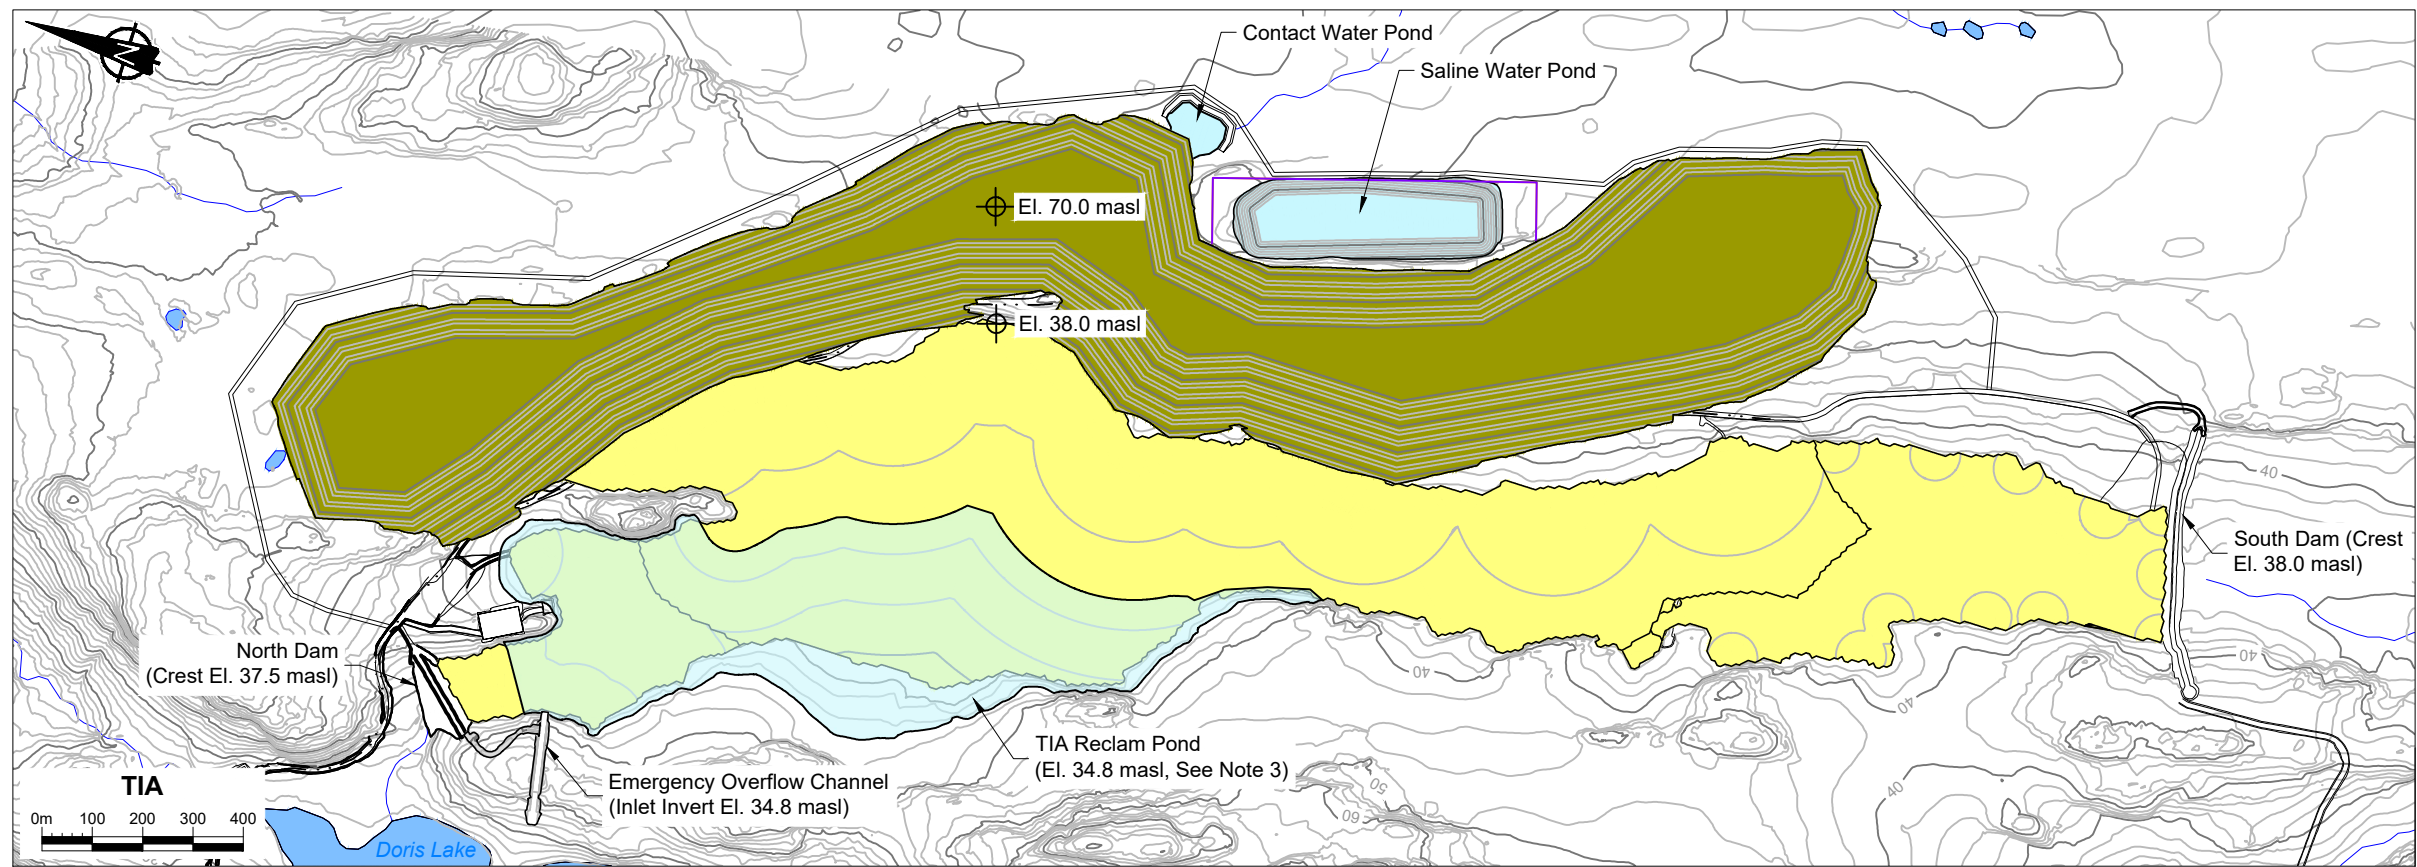 N
Contact Water Pond
Saline Water Pond
El. 70.0 masl
El. 38.0 masl
40
South Dam (Crest
El. 38.0 masl)
North Dam
(Crest El. 37.5 masl)
40
40
40
TIA Reclam Pond
(El. 34.8 masl, See Note 3)
Emergency Overflow Channel
(Inlet Invert El. 34.8 masl)
50
40
60
TIA
0m 100 200 300 400
Doris Lake